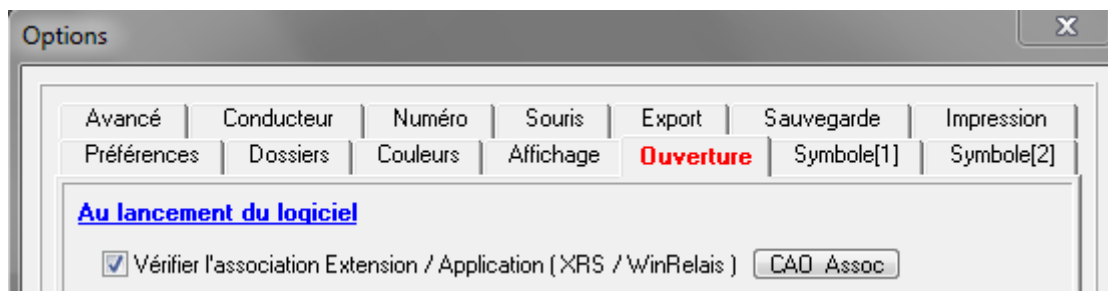 Options
Avancé Conducteur Numéro Souris Export Sauvegarde Impression
Préférences Dossiers Couleurs Affichage Ouverture Symbole[1] Symbole[2]
Au lancement du logiciel
Vérifier l'association Extension / Application ( XRS / WinRelais ) CAO Assoc